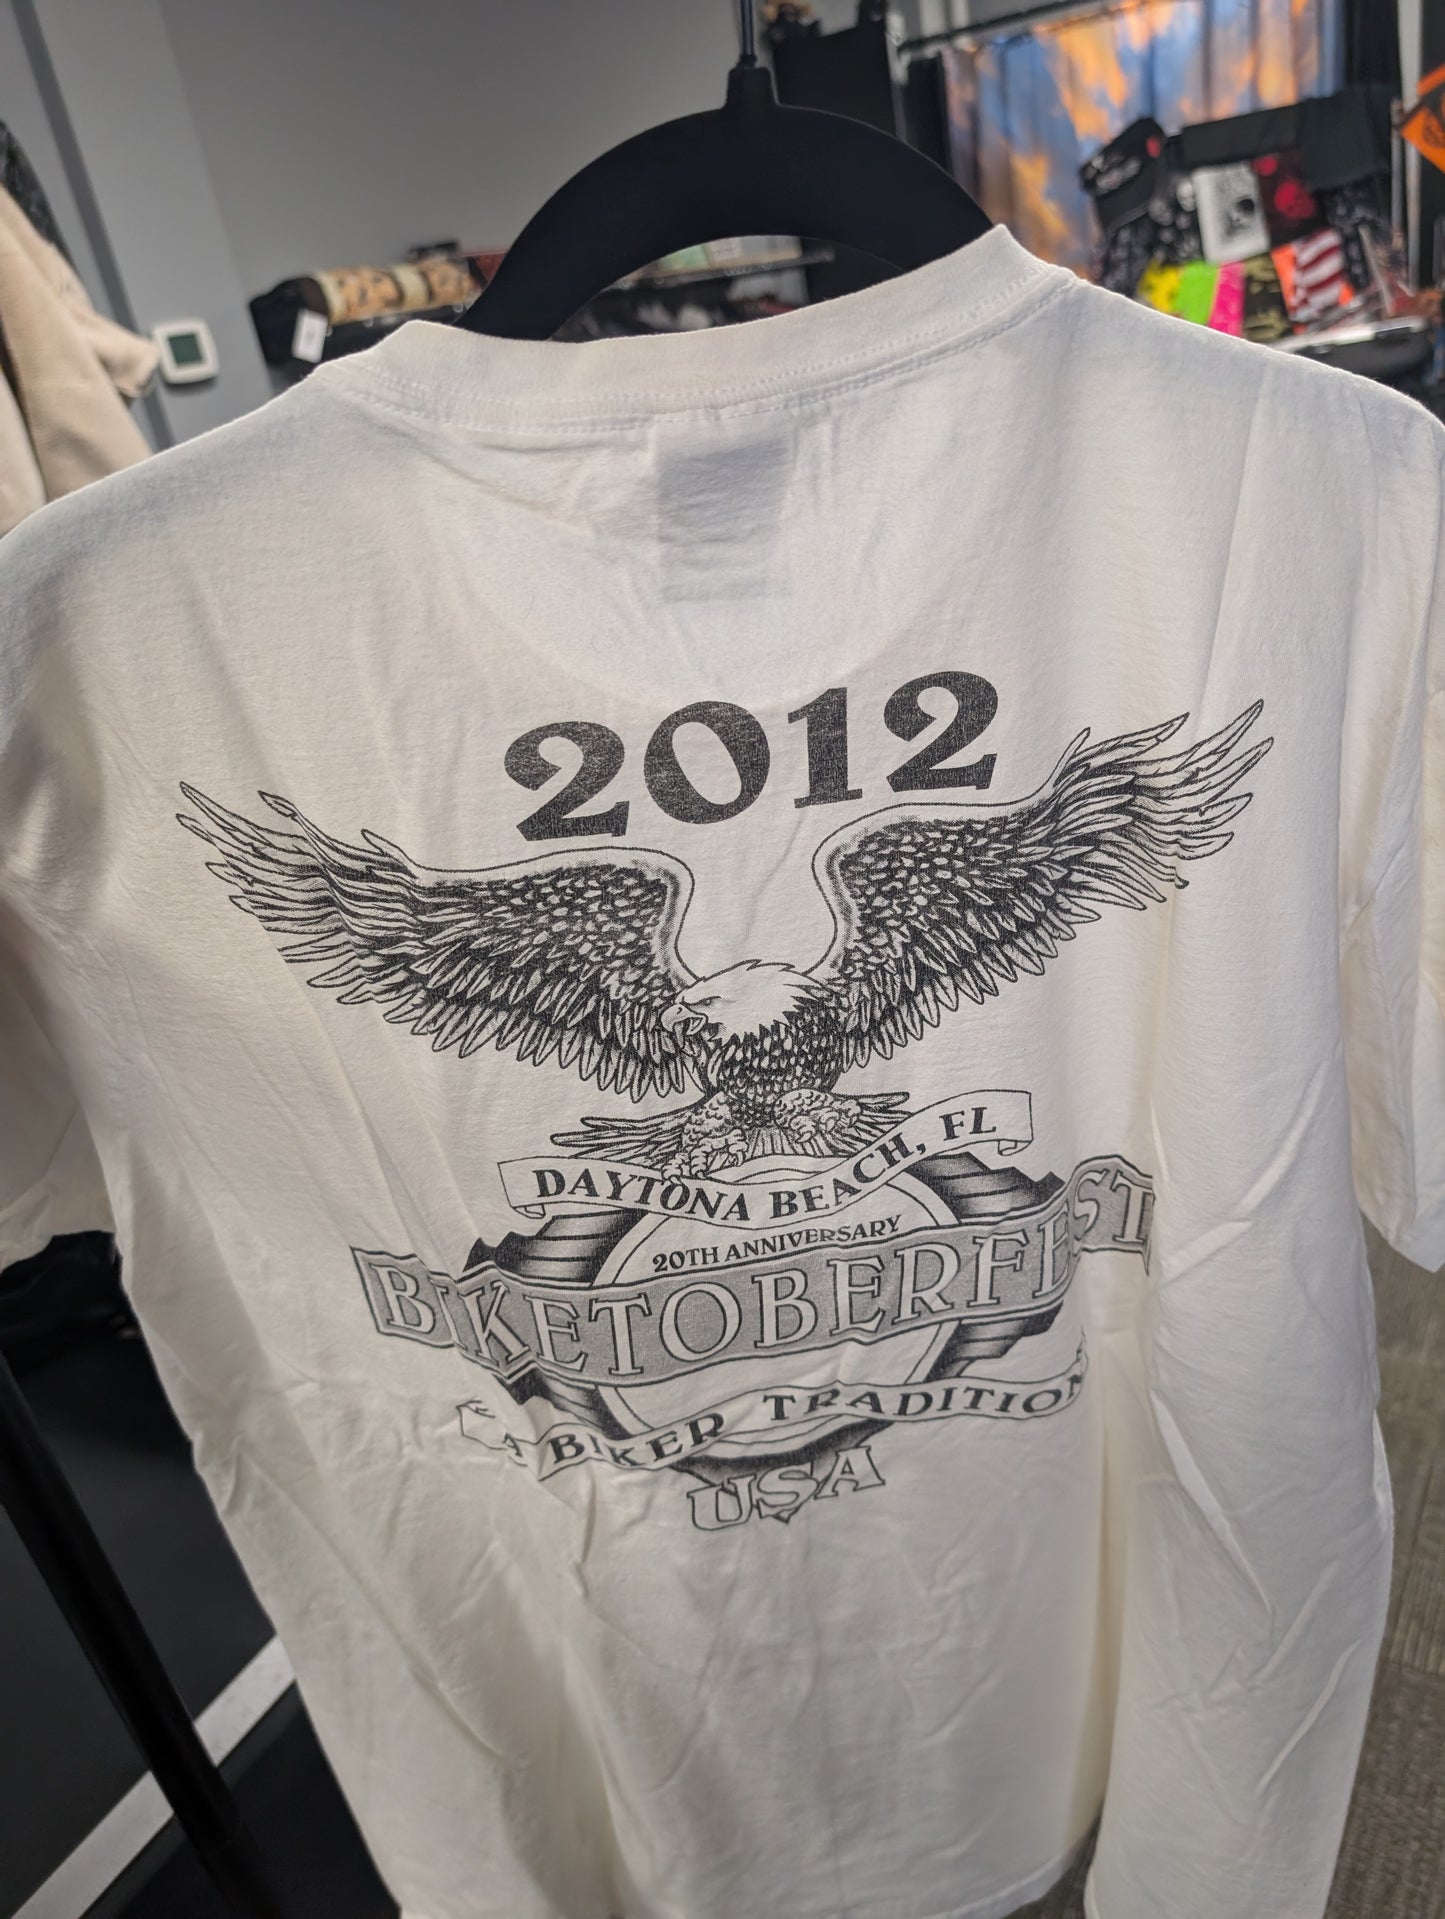 2012
DAYTONA BEACH, FL
20TH ANNIVERSARY
BIKETOBERFEST
A BIKER TRADITION
USA